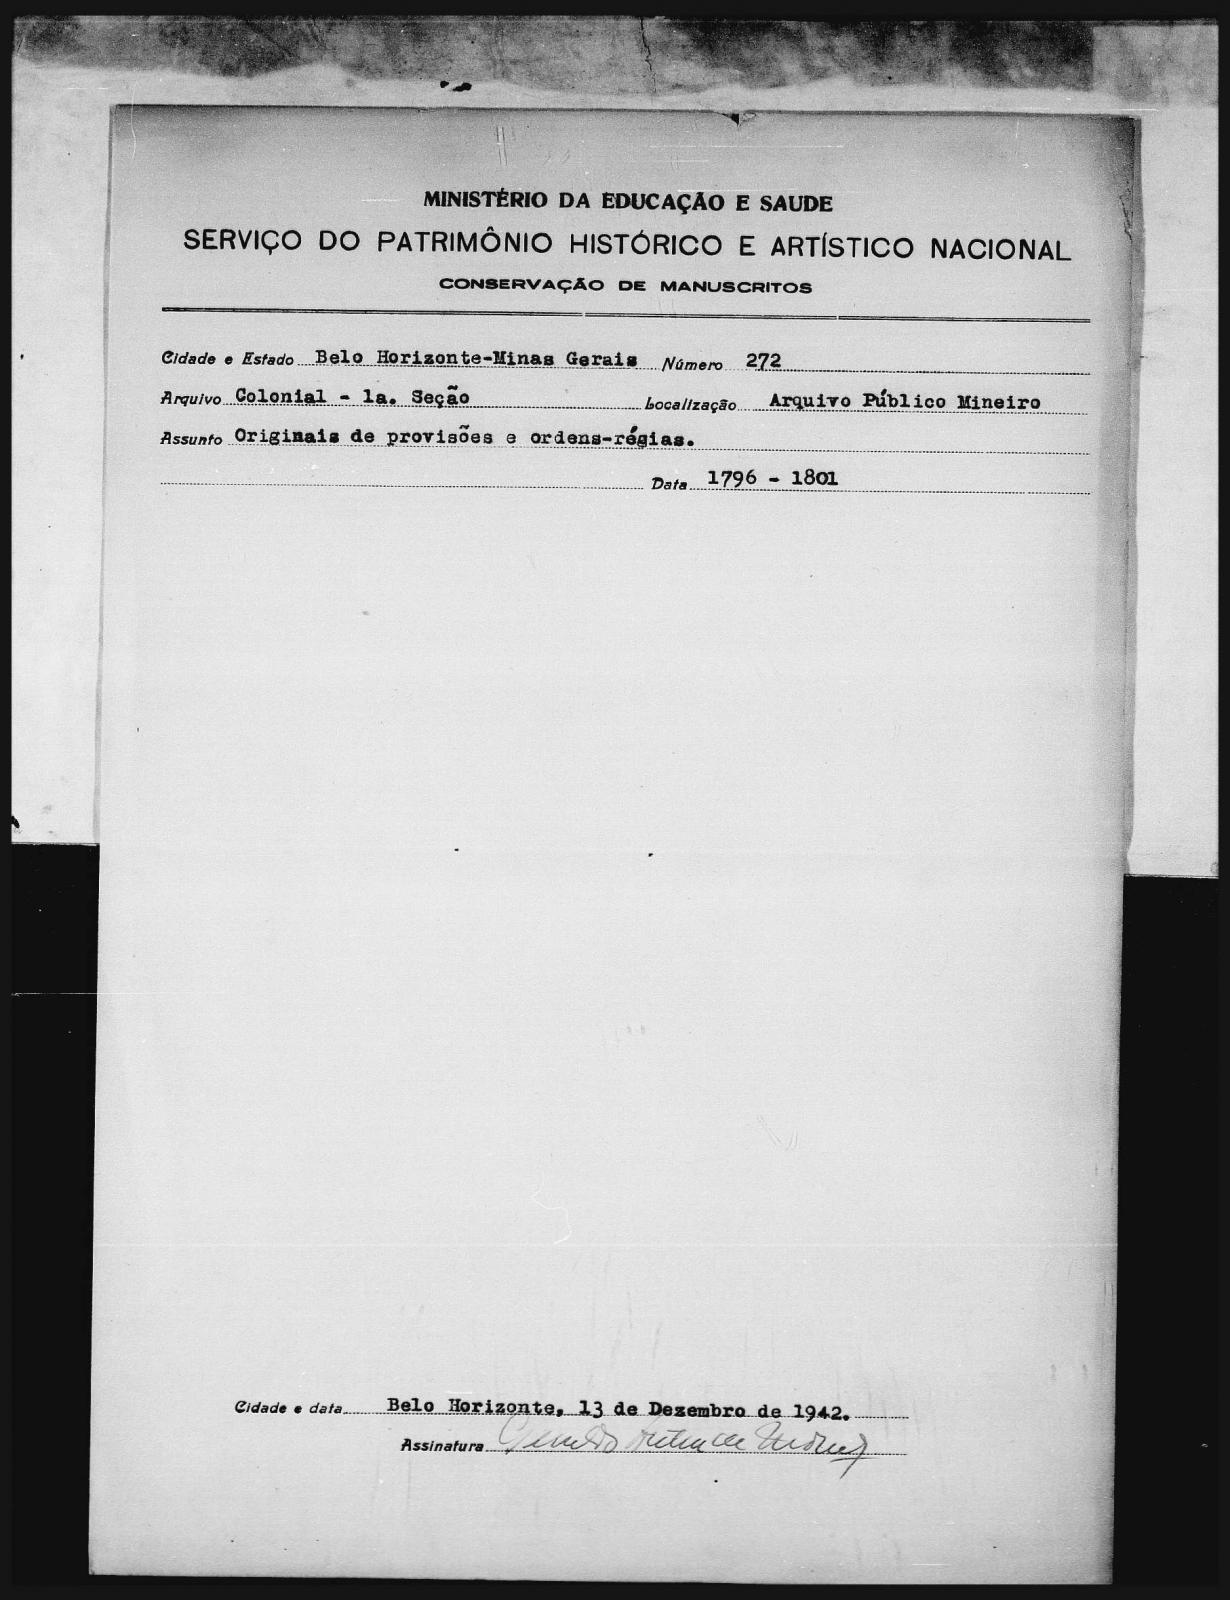 MINISTÉRIO DA EDUCAÇÃO E SAUDE
SERVIÇO DO PATRIMÔNIO HISTÓRICO E ARTÍSTICO NACIONAL
CONSERVAÇÃO DE MANUSCRITOS
Cidade e Estado Belo Horizonte-Minas Gerais Número 272
Arquivo Colonial - 1a. Seção Localização Arquivo Público Mineiro
Assunto Originais de provisões e ordens-régias.
Data 1796 - 1801
Cidade e data Belo Horizonte, 13 de Dezembro de 1942.
Assinatura